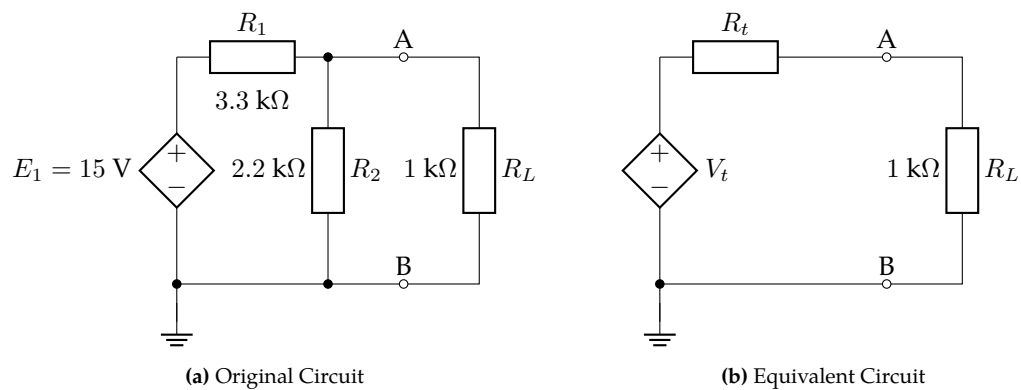 R1
Rt
A
A
3.3 kΩ
E1 = 15 V
+
−
2.2 kΩ
R2
1 kΩ
RL
+
−
Vt
1 kΩ
RL
B
B
(a) Original Circuit
(b) Equivalent Circuit